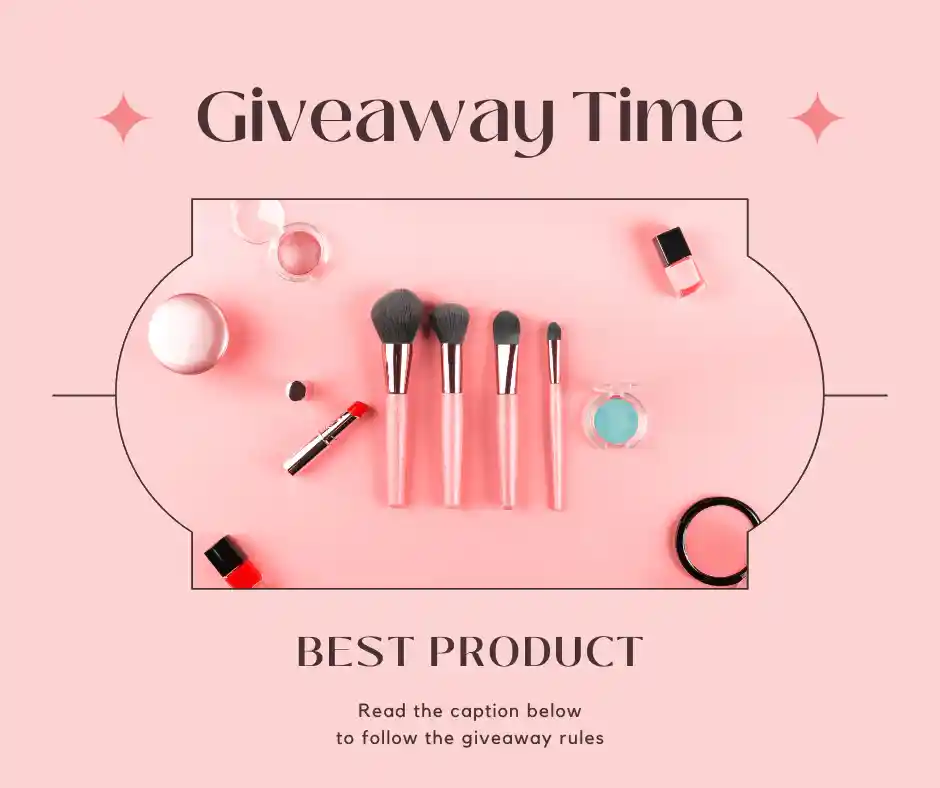 Giveaway Time
BEST PRODUCT
Read the caption below
to follow the giveaway rules